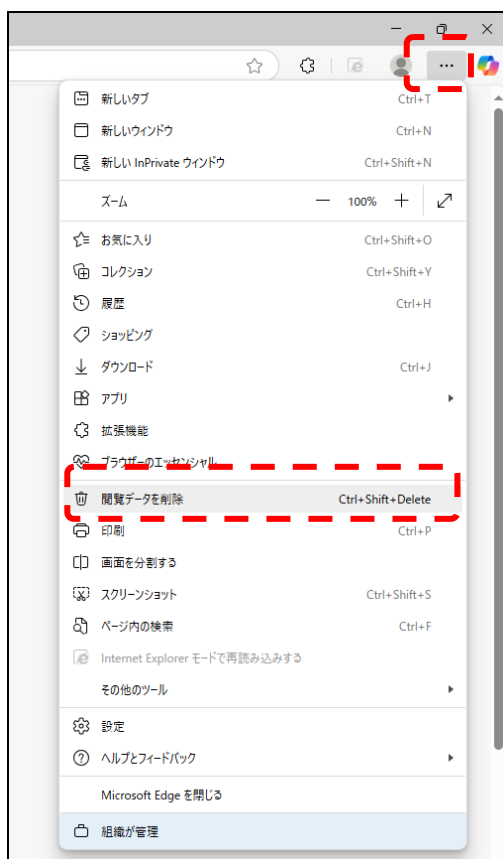 新しいタブ Ctrl+T
新しいウィンドウ Ctrl+N
新しい InPrivate ウィンドウ Ctrl+Shift+N
ズーム 100%
お気に入り Ctrl+Shift+O
コレクション Ctrl+Shift+Y
履歴 Ctrl+H
ショッピング
ダウンロード Ctrl+J
アプリ
拡張機能
ブラウザーのエッセンシャル
閲覧データを削除 Ctrl+Shift+Delete
印刷 Ctrl+P
画面を分割する
スクリーンショット Ctrl+Shift+S
ページ内の検索 Ctrl+F
Internet Explorer モードで再読み込みする
その他のツール
設定
ヘルプとフィードバック
Microsoft Edge を閉じる
組織が管理